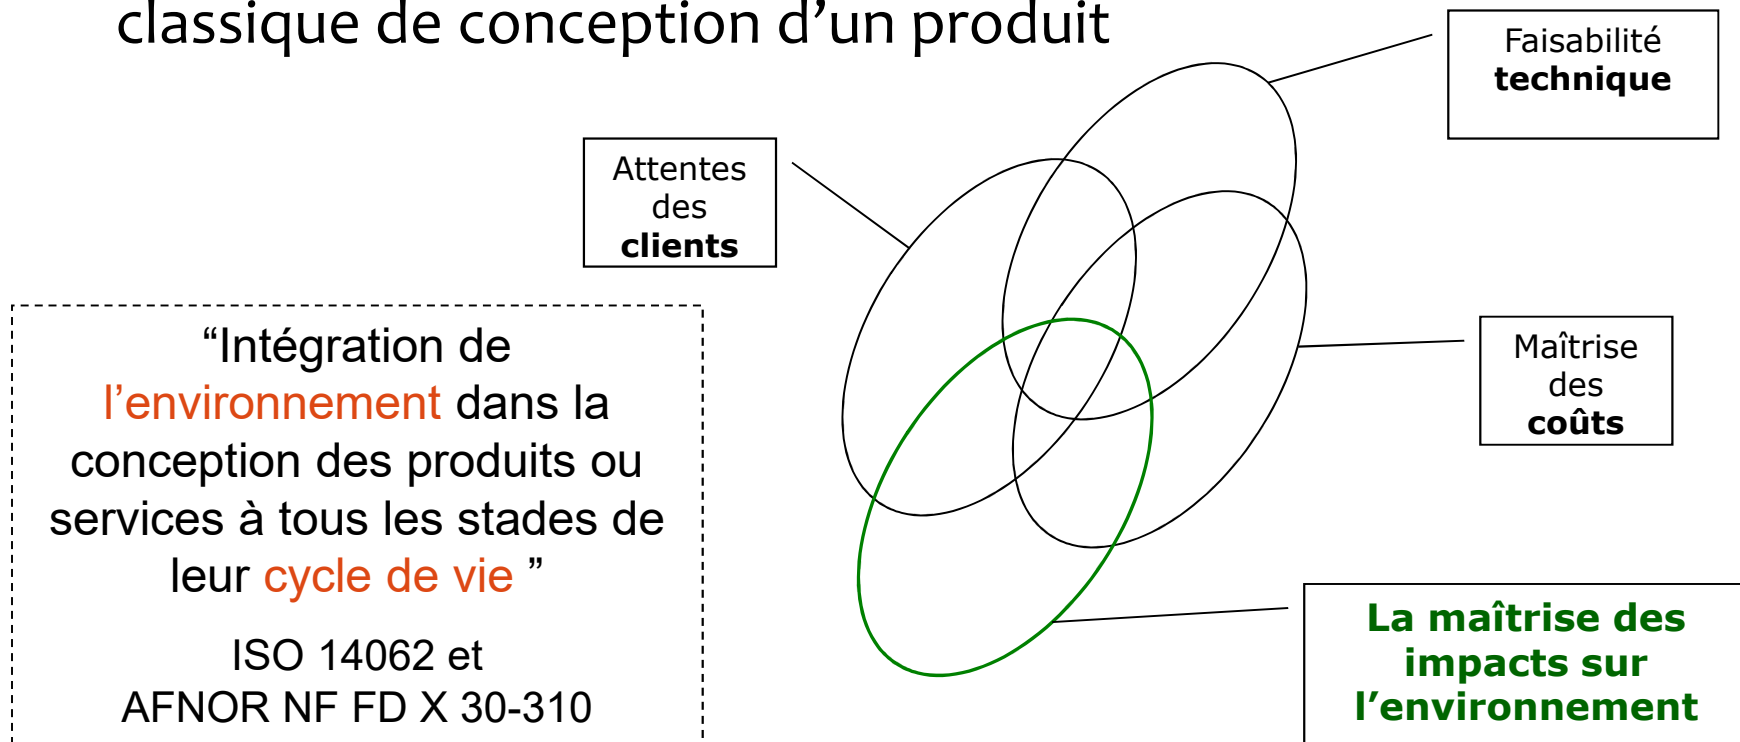 classique de conception d’un produit
Faisabilité
technique
Attentes
des
clients
“Intégration de
l’environnement dans la
conception des produits ou
services à tous les stades de
leur cycle de vie ”
ISO 14062 et
AFNOR NF FD X 30-310
Maîtrise
des
coûts
La maîtrise des
impacts sur
l’environnement